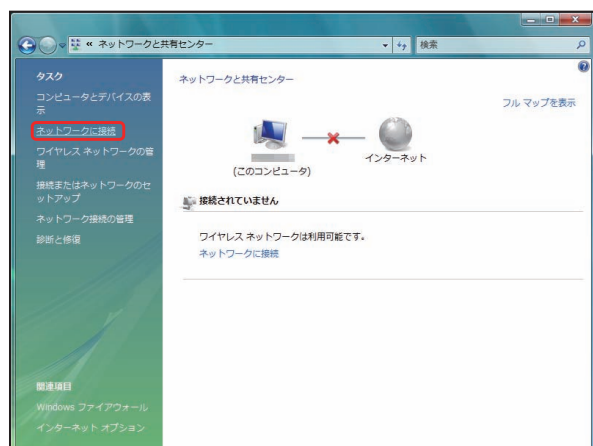 « ネットワークと共有センター
検索
タスク
コンピュータとデバイスの表
示
ネットワークに接続
ワイヤレス ネットワークの管
理
接続またはネットワークのセ
ットアップ
ネットワーク接続の管理
診断と修復
関連項目
Windows ファイアウォール
インターネット オプション
ネットワークと共有センター
フル マップを表示
(このコンピュータ)
インターネット
接続されていません
ワイヤレス ネットワークは利用可能です。
ネットワークに接続